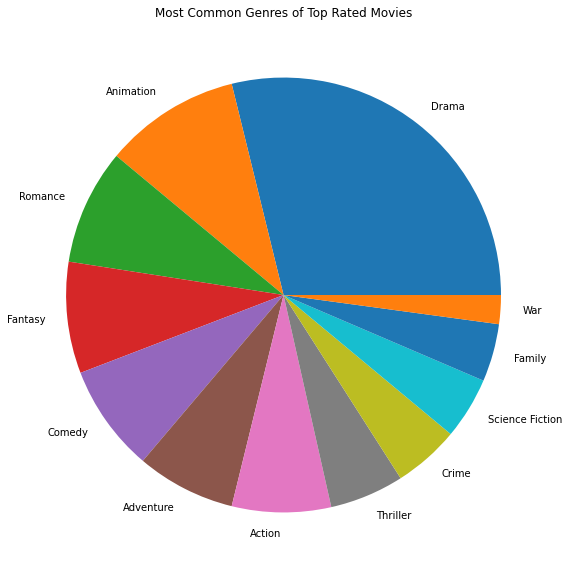 Most Common Genres of Top Rated Movies
Drama
Animation
Romance
Fantasy
Comedy
Adventure
Action
Thriller
Crime
Science Fiction
Family
War